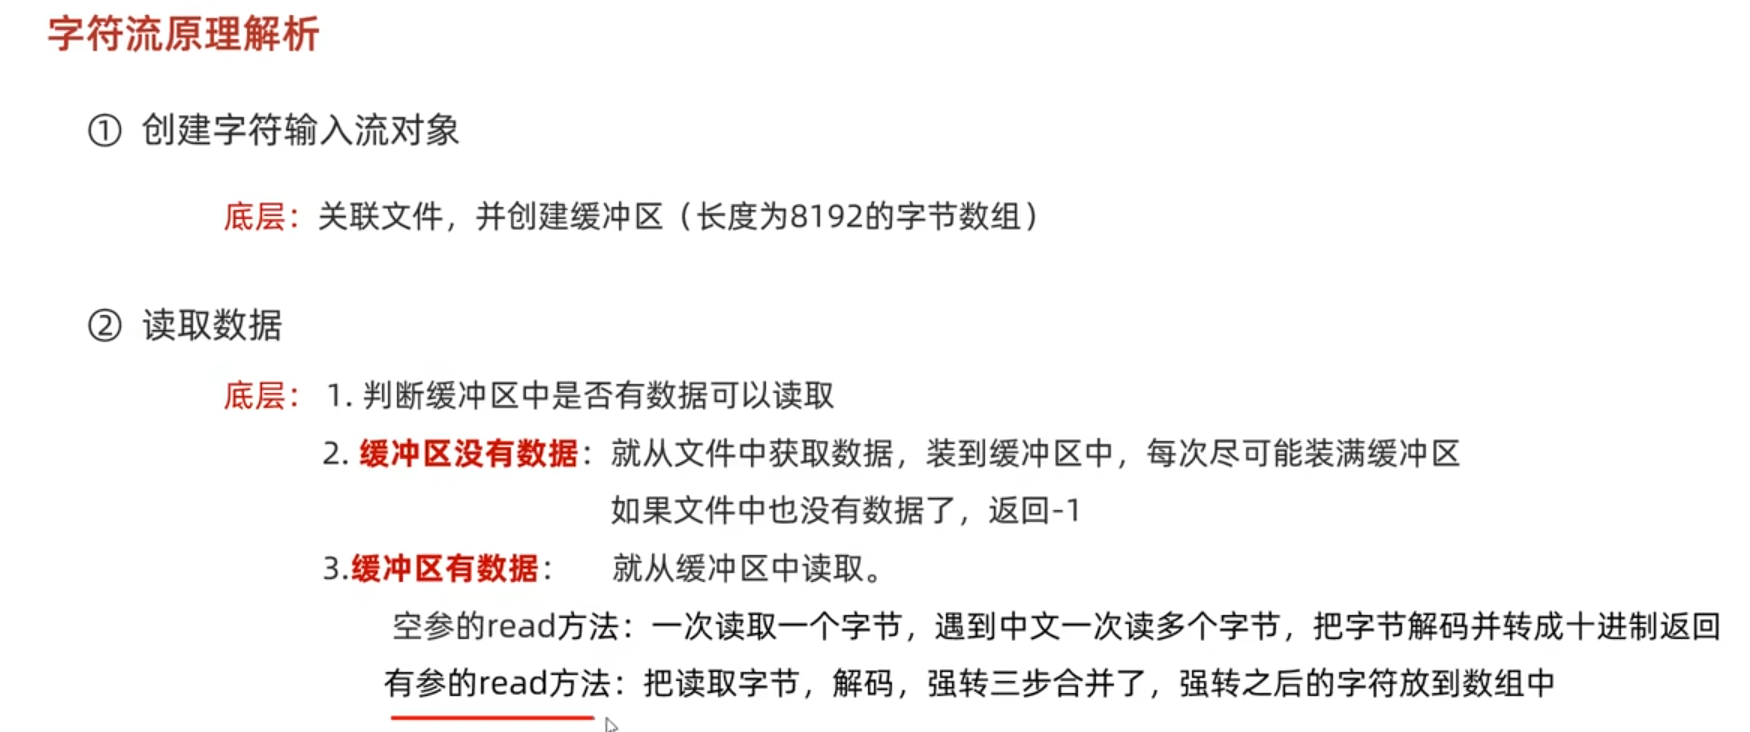 字符流原理解析
① 创建字符输入流对象
底层：关联文件，并创建缓冲区（长度为8192的字节数组）
② 读取数据
底层： 1. 判断缓冲区中是否有数据可以读取
2. 缓冲区没有数据：就从文件中获取数据，装到缓冲区中，每次尽可能装满缓冲区
如果文件中也没有数据了，返回-1
3.缓冲区有数据： 就从缓冲区中读取。
空参的read方法：一次读取一个字节，遇到中文一次读多个字节，把字节解码并转成十进制返回
有参的read方法：把读取字节，解码，强转三步合并了，强转之后的字符放到数组中